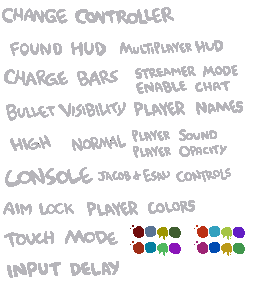 CHANGE CONTROLLER
FOUND HUD MULTIPLAYER HUD
CHARGE BARS STREAMER MODE
ENABLE CHAT
BULLET VISIBILITY PLAYER NAMES
HIGH NORMAL PLAYER SOUND
PLAYER OPACITY
CONSOLE JACOB & ESAU CONTROLS
AIM LOCK PLAYER COLORS
TOUCH MODE
INPUT DELAY